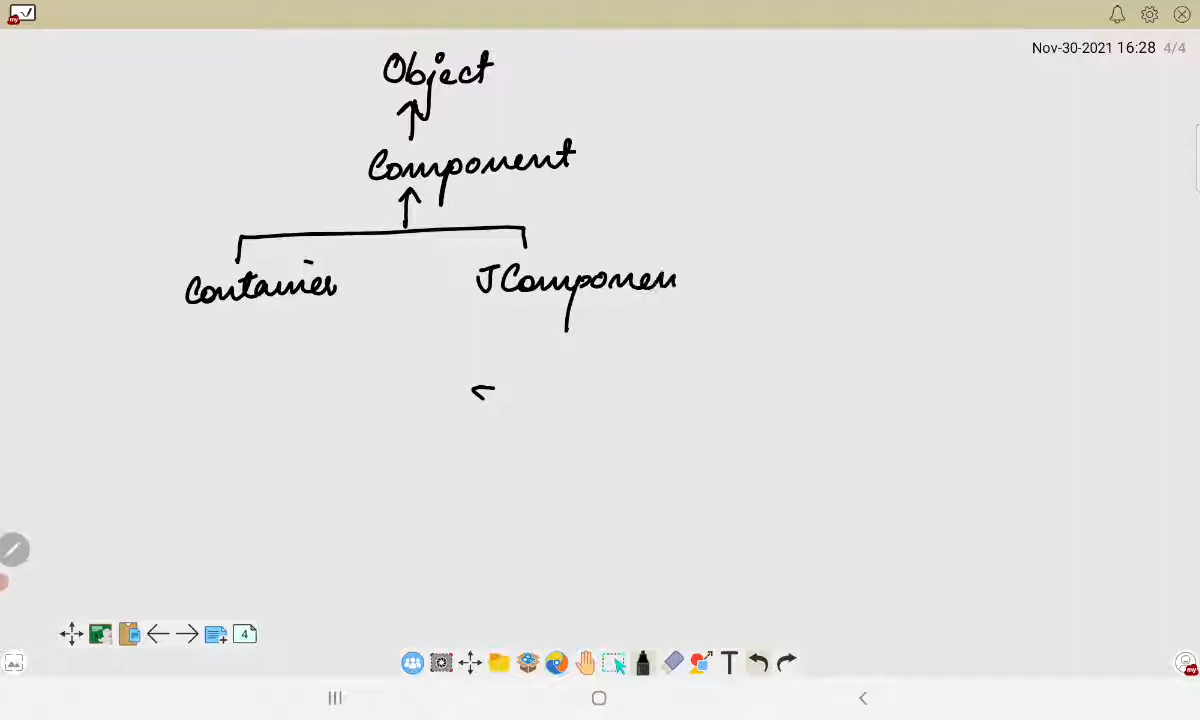 Nov-30-2021 16:28 4/4
Object
Component
Container JComponen
4
T